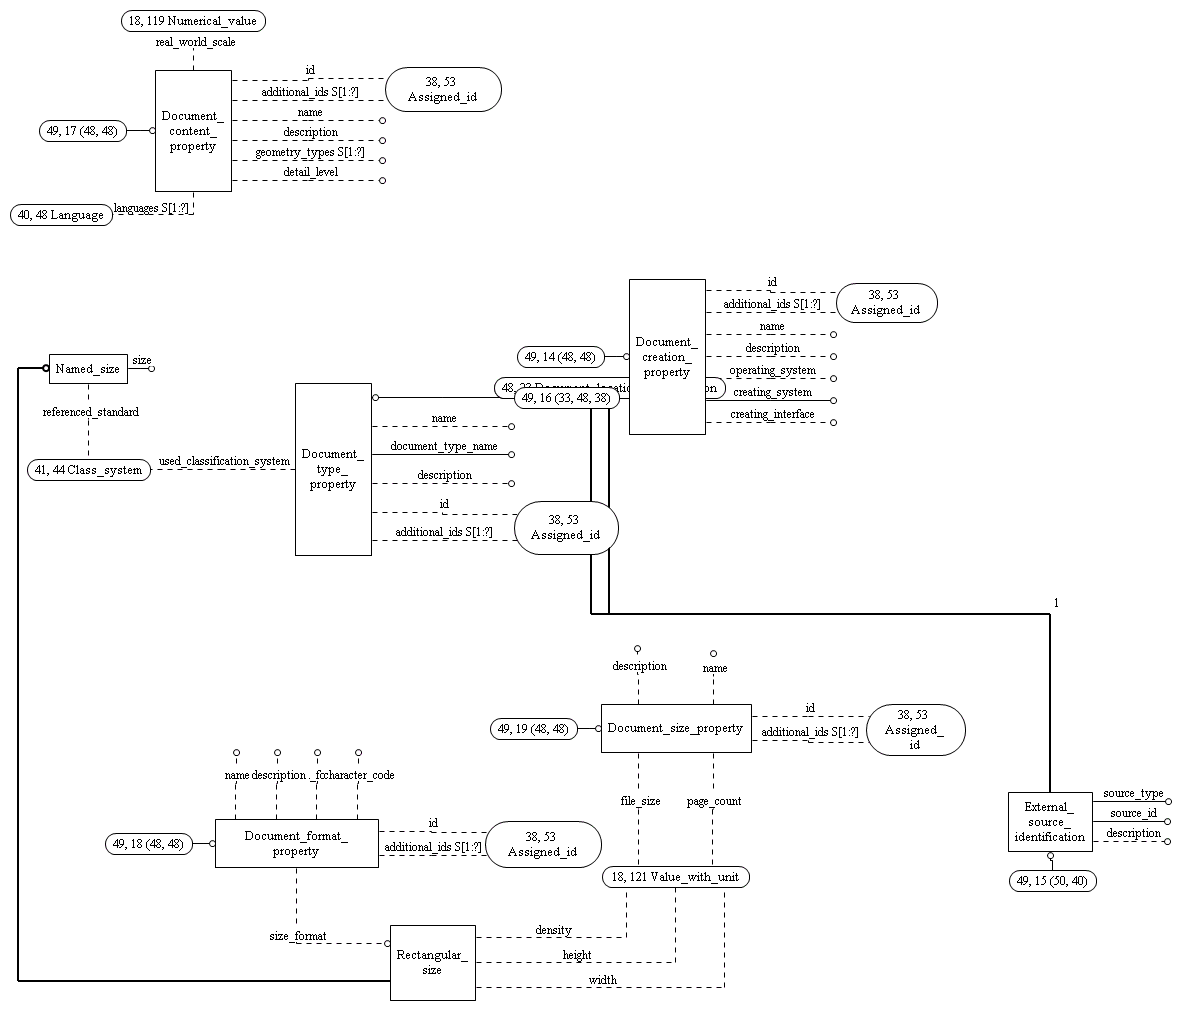 18, 119 Numerical_value
real_world_scale
id
additional_ids S[1:?]
name
description
geometry_types S[1:?]
detail_level
38, 53
Assigned_id
Document_
content_
property
49, 17 (48, 48)
languages S[1:?]
40, 48 Language
id
additional_ids S[1:?]
name
description
operating_system
creating_system
creating_interface
38, 53
Assigned_id
Document_
creation_
property
49, 14 (48, 48)
49, 16 (33, 48, 38)
Named_size
size
referenced_standard
41, 44 Class_system
used_classification_system
Document_
type_
property
name
document_type_name
description
id
additional_ids S[1:?]
38, 53
Assigned_id
1
description
name
49, 19 (48, 48)
Document_size_property
id
additional_ids S[1:?]
38, 53
Assigned_
id
file_size
page_count
name
description
character_code
49, 18 (48, 48)
Document_format_
property
id
additional_ids S[1:?]
38, 53
Assigned_id
18, 121 Value_with_unit
size_format
Rectangular_
size
density
height
width
External_
source_
identification
source_type
source_id
description
49, 15 (50, 40)